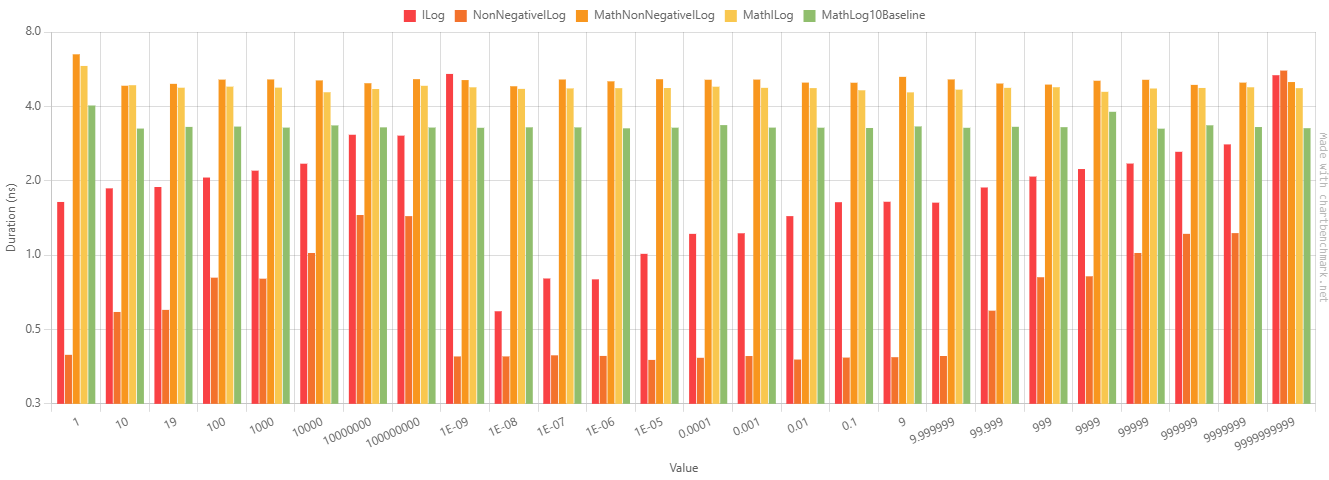 ILog NonNegativeILog MathNonNegativeILog MathILog MathLog10Baseline
8.0
4.0
2.0
1.0
0.5
0.3
Duration (ns)
1 10 19 100 1000 10000 10000000 100000000 1E-09 1E-08 1E-07 1E-06 1E-05 0.0001 0.001 0.01 0.1 9 9.999999 99.999 999 9999 99999 999999 9999999 9999999999
Value
Made with chartbenchmark.net